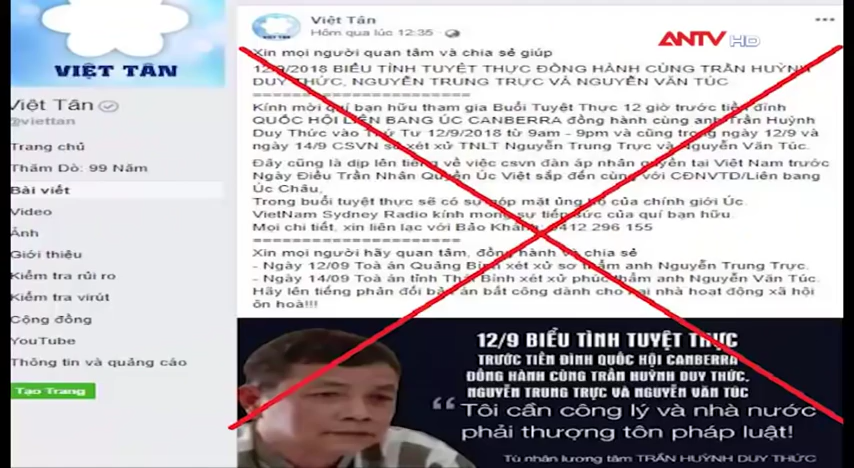 VIỆT TÂN
Việt Tân
@viettan
Trang chủ
Thăm Dò: 99 Năm
Bài viết
Video
Ảnh
Giới thiệu
Kiểm tra rủi ro
Kiểm tra virút
Cộng đồng
YouTube
Thông tin và quảng cáo
Tạo Trang
Việt Tân
Hôm qua lúc 12:35
ANTV HD
Xin mọi người quan tâm và chia sẻ giúp
12/9/2018 BIỂU TÌNH TUYỆT THỰC ĐỒNG HÀNH CÙNG TRẦN HUỲNH
DUY THỨC, NGUYỄN TRUNG TRỰC VÀ NGUYỄN VĂN TÚC
======================
Kính mời quí bạn hữu tham gia Buổi Tuyệt Thực 12 giờ trước tiền đình
QUỐC HỘI LIÊN BANG ÚC CANBERRA đồng hành cùng anh Trần Huỳnh
Duy Thức vào Thứ Tư 12/9/2018 từ 9am - 9pm và cũng trong ngày 12/9 và
ngày 14/9 CSVN sẽ xét xử TNLT Nguyễn Trung Trực và Nguyễn Văn Túc.
Đây cũng là dịp lên tiếng về việc csvn đàn áp nhân quyền tại Việt Nam trước
Ngày Điều Trần Nhân Quyền Úc Việt sắp đến cùng với CĐNVTD/Liên bang
Úc Châu.
Trong buổi tuyệt thực sẽ có sự góp mặt ủng hộ của chính giới Úc.
VietNam Sydney Radio kính mong sự tiếp sức của quí bạn hữu.
Mọi chi tiết, xin liên lạc với Bảo Khánh 0412 296 155
=====================
Xin mọi người hãy quan tâm, đồng hành và chia sẻ
- Ngày 12/09 Toà án Quảng Bình xét xử sơ thẩm anh Nguyễn Trung Trực.
- Ngày 14/09 Toà án tỉnh Thái Bình xét xử phúc thẩm anh Nguyễn Văn Túc.
Hãy lên tiếng phản đối bản án bất công dành cho hai nhà hoạt động xã hội
ôn hoà!!!
12/9 BIỂU TÌNH TUYỆT THỰC
TRƯỚC TIỀN ĐÌNH QUỐC HỘI CANBERRA
ĐỒNG HÀNH CÙNG TRẦN HUỲNH DUY THỨC,
NGUYỄN TRUNG TRỰC VÀ NGUYỄN VĂN TÚC
“Tôi cần công lý và nhà nước
phải thượng tôn pháp luật!
Tù nhân lương tâm TRẦN HUỲNH DUY THỨC